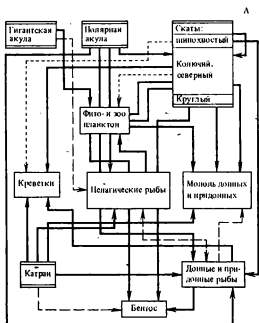 А
Гигантская
акула
Полярная
акула
Скаты:
шиповостый
Колючий,
северный
Круглый
Фито- и зоо
планктон
Креветки
Пелагические рыбы
Молодь донных
и придонных
Катран
Донные и при-
донные рыбы
Бентос